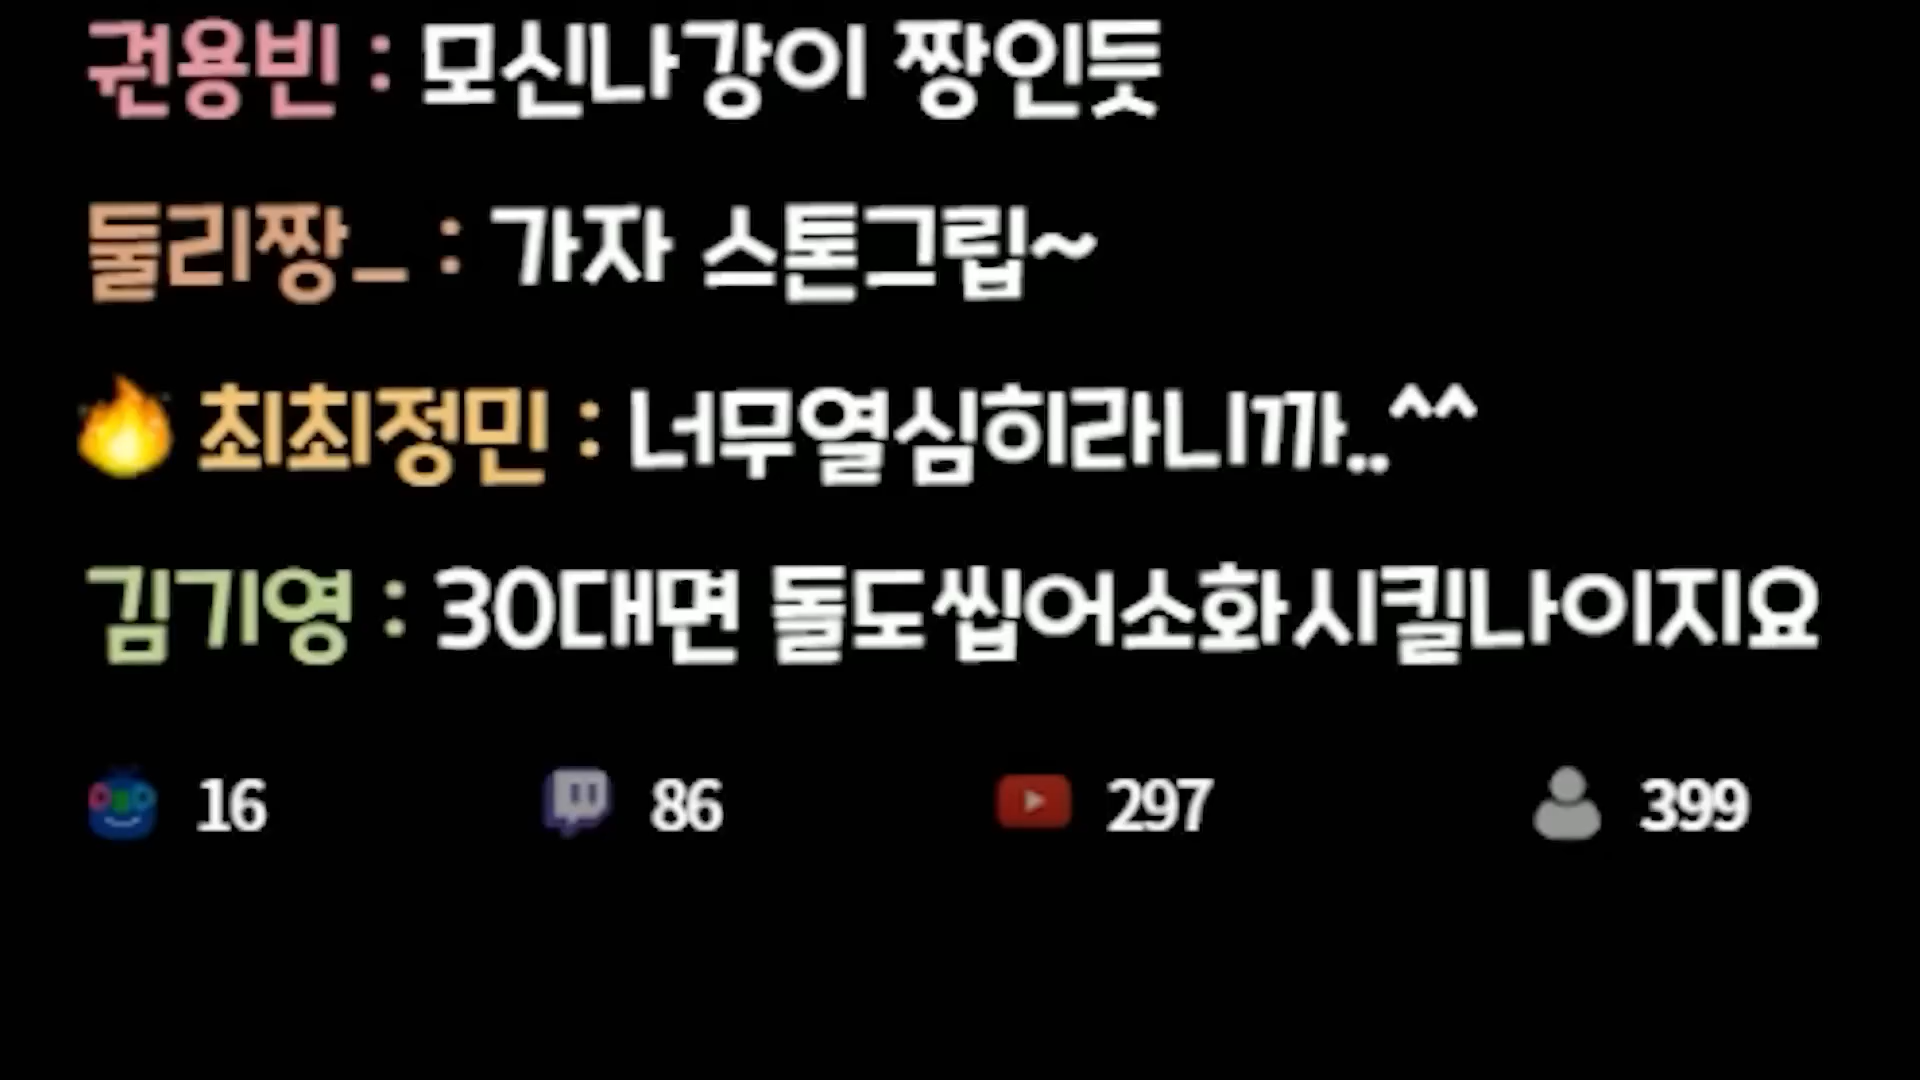 권용빈 : 모신나강이 짱인듯
둘리짱_ : 가자 스톤그립~
최최정민 : 너무열심히라니까..^^
김기영 : 30대면 돌도씹어소화시킬나이지요
16 86 297 399